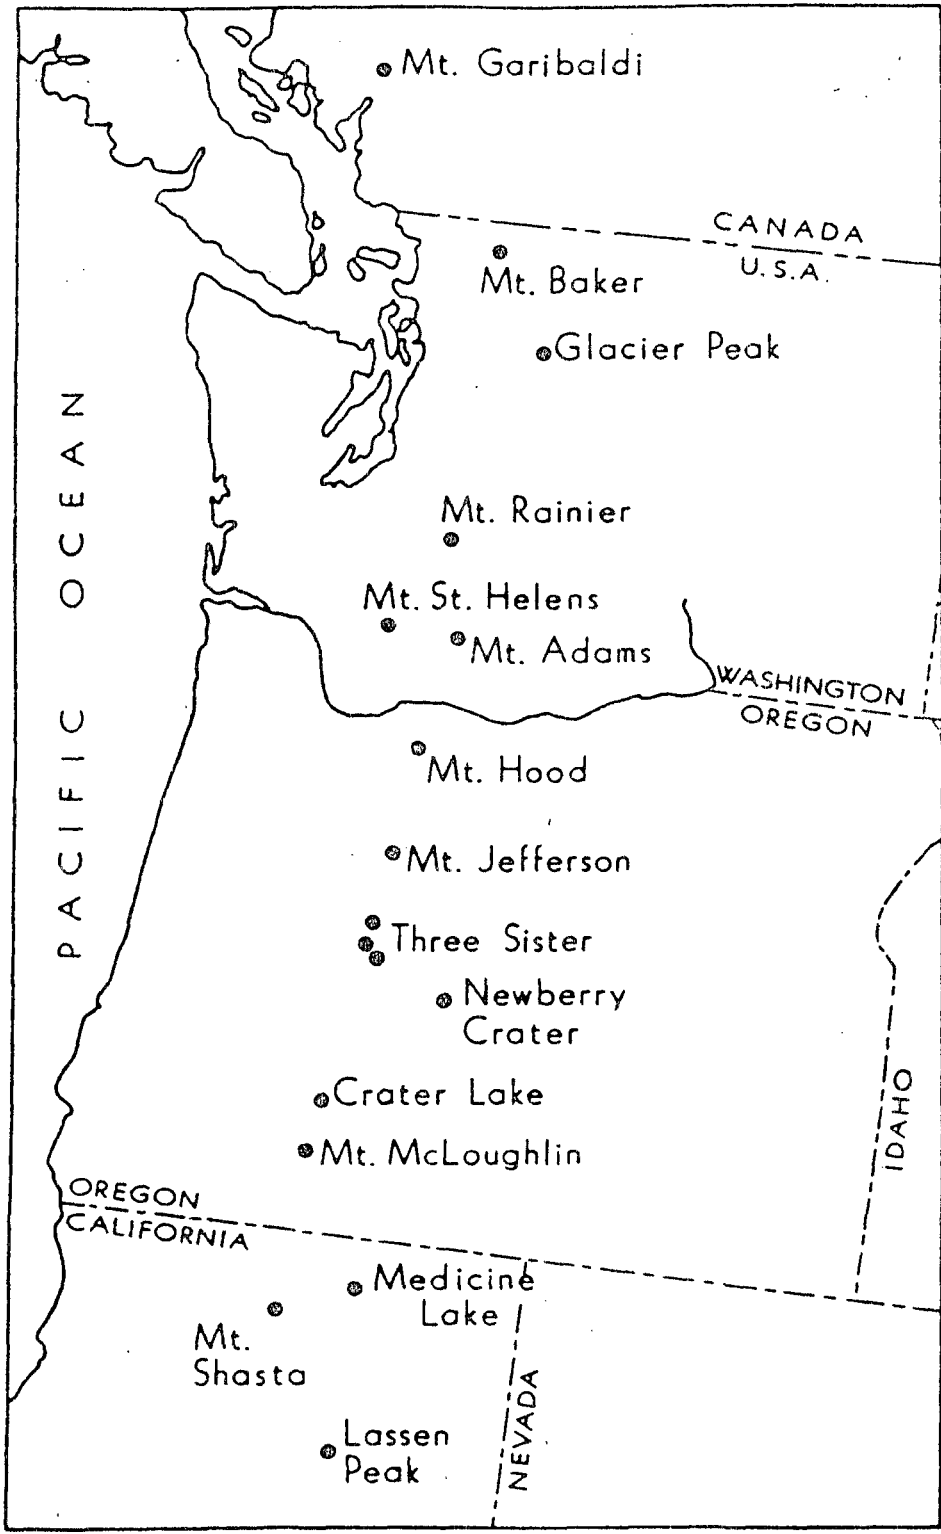 Mt. Garibaldi
CANADA
U.S.A.
Mt. Baker
Glacier Peak
PACIFIC OCEAN
Mt. Rainier
Mt. St. Helens
Mt. Adams
WASHINGTON
OREGON
Mt. Hood
Mt. Jefferson
Three Sister
Newberry
Crater
Crater Lake
Mt. McLoughlin
IDAHO
OREGON
CALIFORNIA
Medicine
Lake
Mt.
Shasta
NEVADA
Lassen
Peak